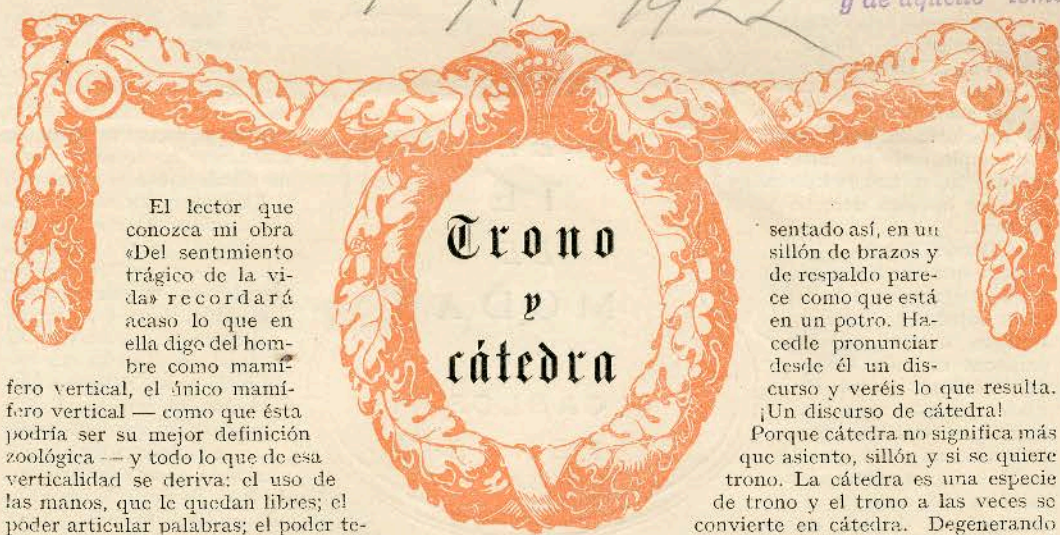 1922
y de aquello
Trono
y
cátedra
El lector que
conozca mi obra
«Del sentimiento
trágico de la vi-
da» recordará
acaso lo que en
ella digo del hom-
bre como mamí-
fero vertical, el único mamí-
fero vertical — como que ésta
podría ser su mejor definición
zoológica — y todo lo que de esa
verticalidad se deriva: el uso de
las manos, que le quedan libres; el
poder articular palabras; el poder te-
sentado así, en un
sillón de brazos y
de respaldo pare-
ce como que está
en un potro. Ha-
cedle pronunciar
desde él un dis-
curso y veréis lo que resulta.
¡Un discurso de cátedra!
Porque cátedra no significa más
que asiento, sillón y si se quiere
trono. La cátedra es una especie
de trono y el trono a las veces se
convierte en cátedra. Degenerando